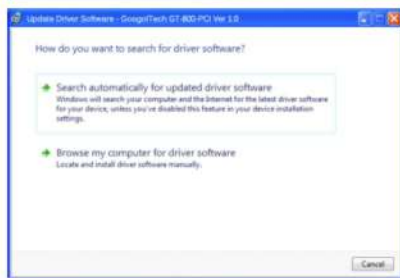 Update Driver Software - GoogolTech GT-800-PCI Ver 1.0
How do you want to search for driver software?
Search automatically for updated driver software
Windows will search your computer and the Internet for the latest driver software
for your device, unless you've disabled this feature in your device installation
settings.
Browse my computer for driver software
Locate and install driver software manually.
Cancel